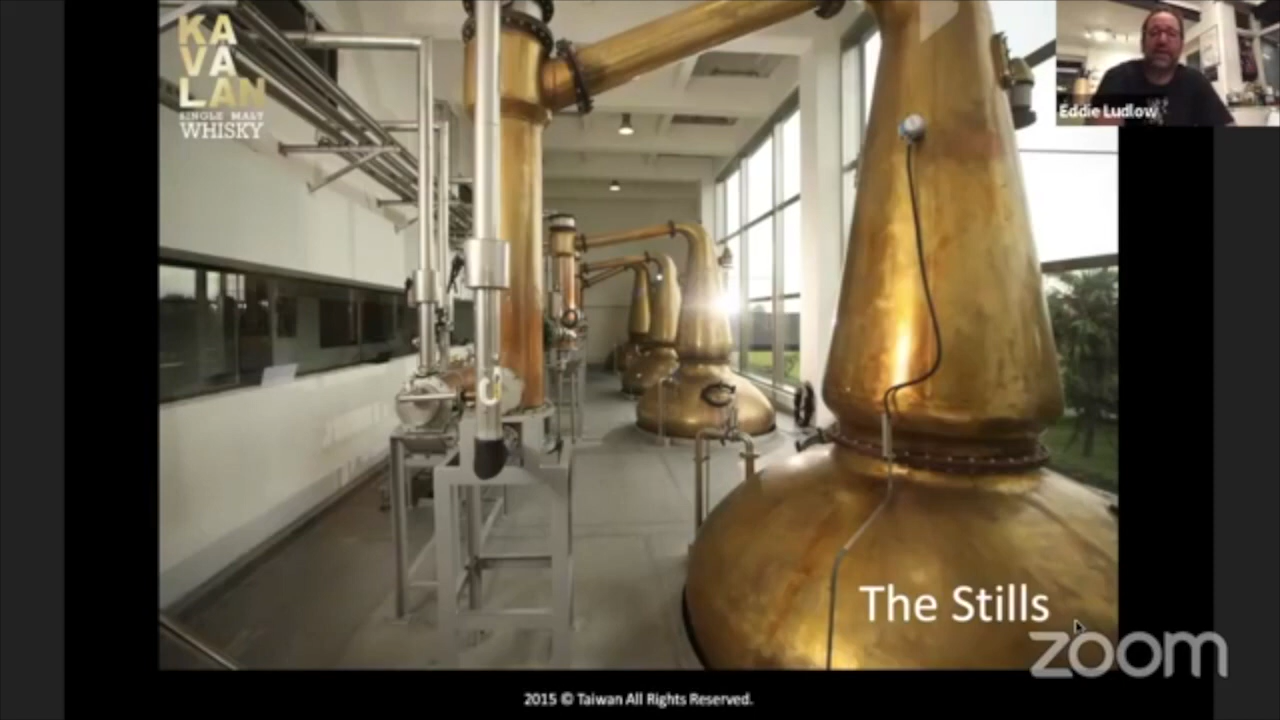 KA
VA
LAN
SINGLE MALT
WHISKY
Eddie Ludlow
The Stills
zoom
2015 © Taiwan All Rights Reserved.